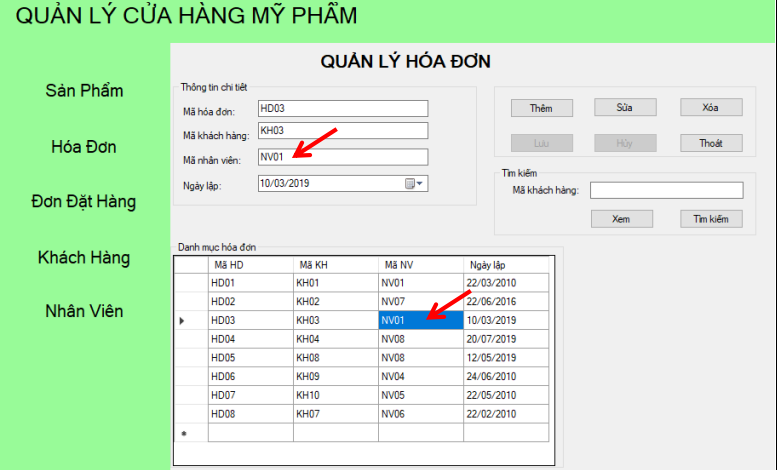 QUẢN LÝ CỬA HÀNG MỸ PHẨM
Sản Phẩm
Hóa Đơn
Đơn Đặt Hàng
Khách Hàng
Nhân Viên
QUẢN LÝ HÓA ĐƠN
Thông tin chi tiết
Mã hóa đơn: HD03
Mã khách hàng: KH03
Mã nhân viên: NV01
Ngày lập: 10/03/2019
Thêm Sửa Xóa
Lưu Hủy Thoát
Tìm kiếm
Mã khách hàng:
Xem Tìm kiếm
Danh mục hóa đơn
Mã HD Mã KH Mã NV Ngày lập
HD01 KH01 NV01 22/03/2010
HD02 KH02 NV07 22/06/2016
HD03 KH03 NV01 10/03/2019
HD04 KH04 NV08 20/07/2019
HD05 KH08 NV08 12/05/2019
HD06 KH09 NV04 24/06/2010
HD07 KH10 NV05 22/05/2010
HD08 KH07 NV06 22/02/2010